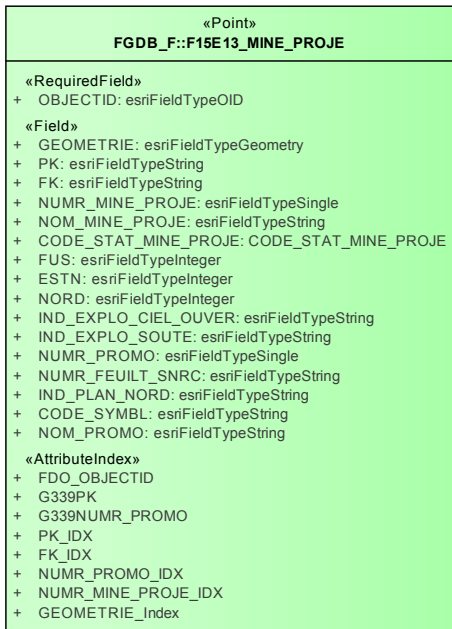 «Point»
FGDB_F::F15E13_MINE_PROJE
«RequiredField»
+ OBJECTID: esriFieldTypeOID
«Field»
+ GEOMETRIE: esriFieldTypeGeometry
+ PK: esriFieldTypeString
+ FK: esriFieldTypeString
+ NUMR_MINE_PROJE: esriFieldTypeSingle
+ NOM_MINE_PROJE: esriFieldTypeString
+ CODE_STAT_MINE_PROJE: CODE_STAT_MINE_PROJE
+ FUS: esriFieldTypeInteger
+ ESTN: esriFieldTypeInteger
+ NORD: esriFieldTypeInteger
+ IND_EXPLO_CIEL_OUVER: esriFieldTypeString
+ IND_EXPLO_SOUTE: esriFieldTypeString
+ NUMR_PROMO: esriFieldTypeSingle
+ NUMR_FEUILT_SNRC: esriFieldTypeString
+ IND_PLAN_NORD: esriFieldTypeString
+ CODE_SYMBL: esriFieldTypeString
+ NOM_PROMO: esriFieldTypeString
«AttributeIndex»
+ FDO_OBJECTID
+ G339PK
+ G339NUMR_PROMO
+ PK_IDX
+ FK_IDX
+ NUMR_PROMO_IDX
+ NUMR_MINE_PROJE_IDX
+ GEOMETRIE_Index